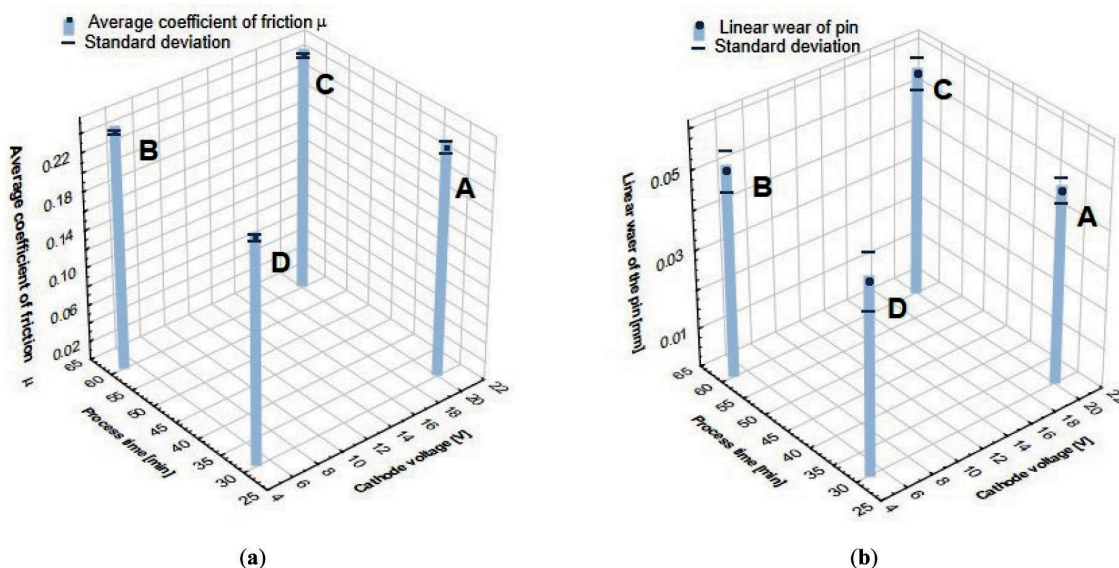 Average coefficient of friction μ
Standard deviation
Average coefficient of friction μ
0.22
0.18
0.14
0.10
0.06
0.02
65
60
55
50
45
40
35
30
25
Process time [min]
4
6
8
10
12
14
16
18
20
22
Cathode voltage [V]
A
B
C
D
(a)
Linear wear of pin
Standard deviation
Linear waer of the pin [mm]
0.05
0.03
0.01
65
60
55
50
45
40
35
30
25
Process time [min]
4
6
8
10
12
14
16
18
20
22
Cathode voltage [V]
A
B
C
D
(b)